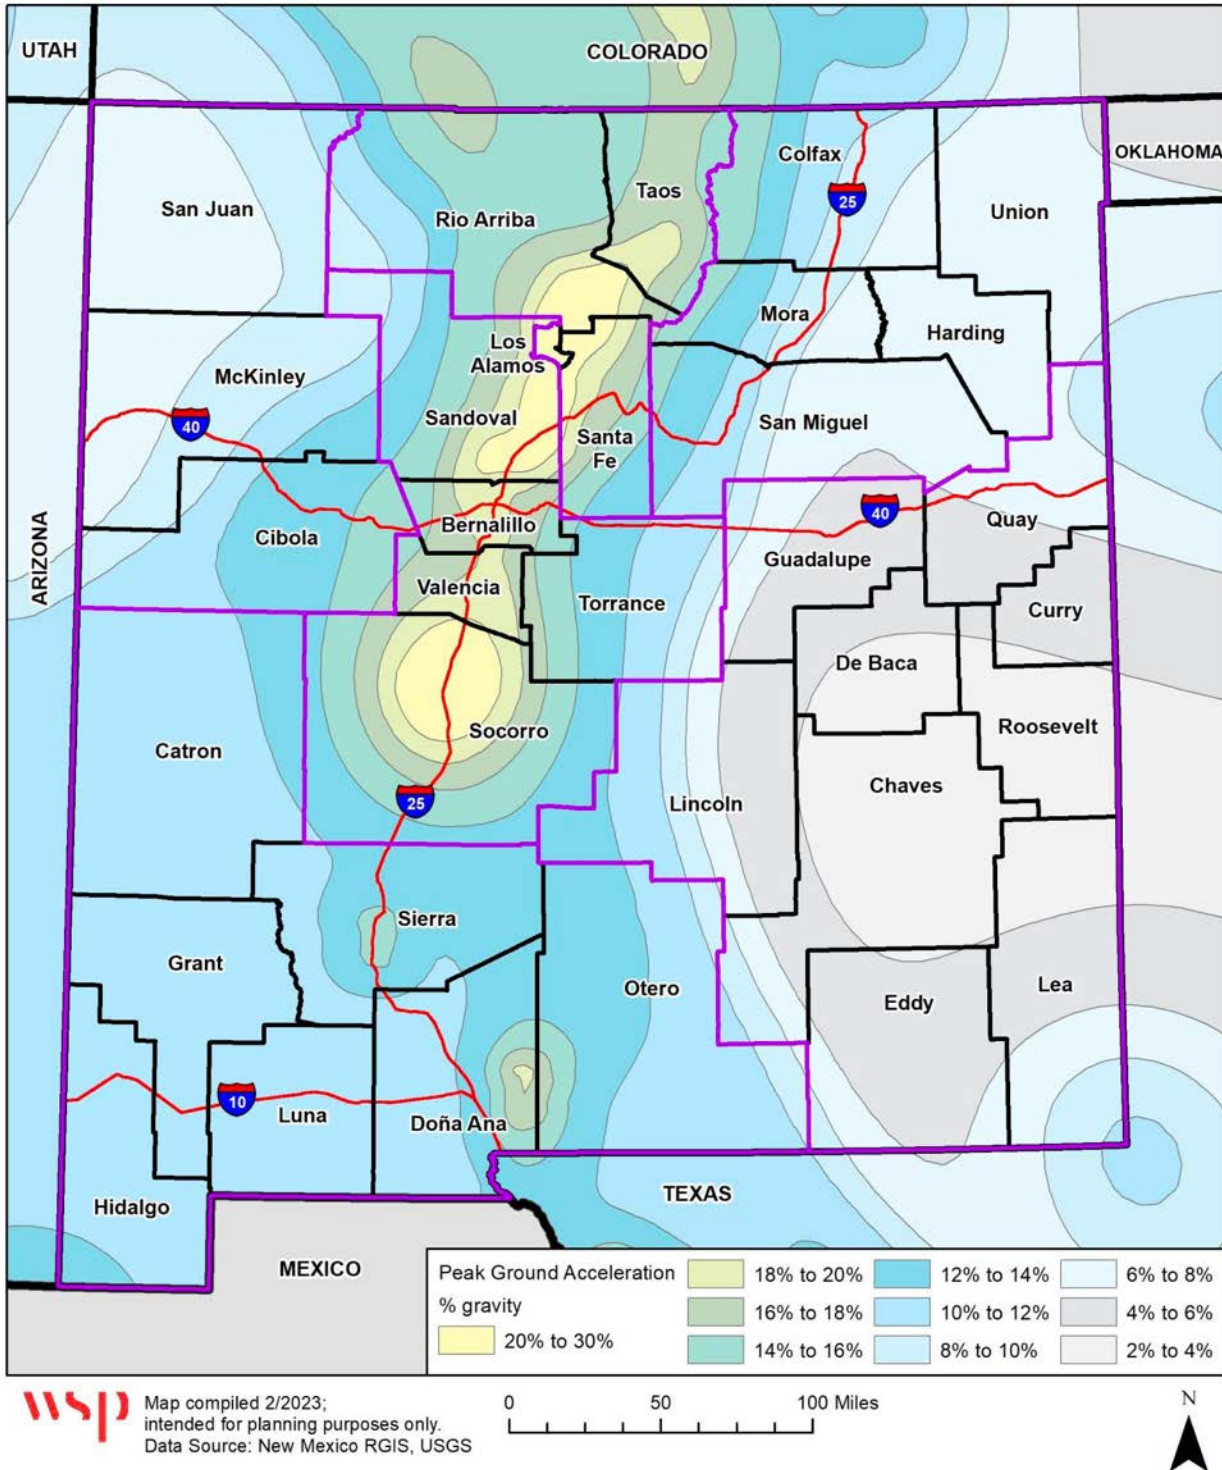 UTAH
COLORADO
OKLAHOMA
Colfax
25
Taos
San Juan
Rio Arriba
Union
Mora
Harding
Los
Alamos
McKinley
40
Sandoval
Santa
Fe
San Miguel
ARIZONA
Cibola
Bernalillo
40
Quay
Guadalupe
Valencia
Torrance
Curry
De Baca
Socorro
Roosevelt
Catron
Chaves
25
Lincoln
Sierra
Grant
Otero
Eddy
Lea
10
Luna
Doña Ana
Hidalgo
TEXAS
MEXICO
Peak Ground Acceleration
% gravity
20% to 30%
18% to 20%
16% to 18%
14% to 16%
12% to 14%
10% to 12%
8% to 10%
6% to 8%
4% to 6%
2% to 4%
wsp
Map compiled 2/2023;
intended for planning purposes only.
Data Source: New Mexico RGIS, USGS
0 50 100 Miles
N